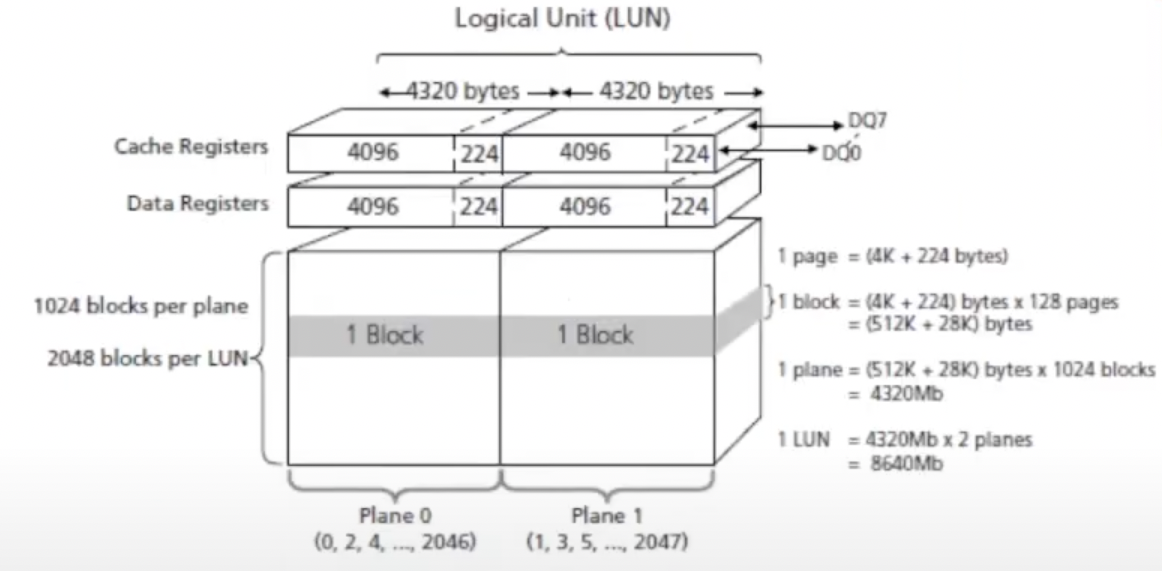 Logical Unit (LUN)
4320 bytes 4320 bytes
DQ7
Cache Registers 4096 224 4096 224 DQ0
Data Registers 4096 224 4096 224
1 page = (4K + 224 bytes)
1024 blocks per plane
1 Block 1 Block
1 block = (4K + 224) bytes x 128 pages
= (512K + 28K) bytes
2048 blocks per LUN
1 plane = (512K + 28K) bytes x 1024 blocks
= 4320Mb
1 LUN = 4320Mb x 2 planes
= 8640Mb
Plane 0 Plane 1
(0, 2, 4, ..., 2046) (1, 3, 5, ..., 2047)